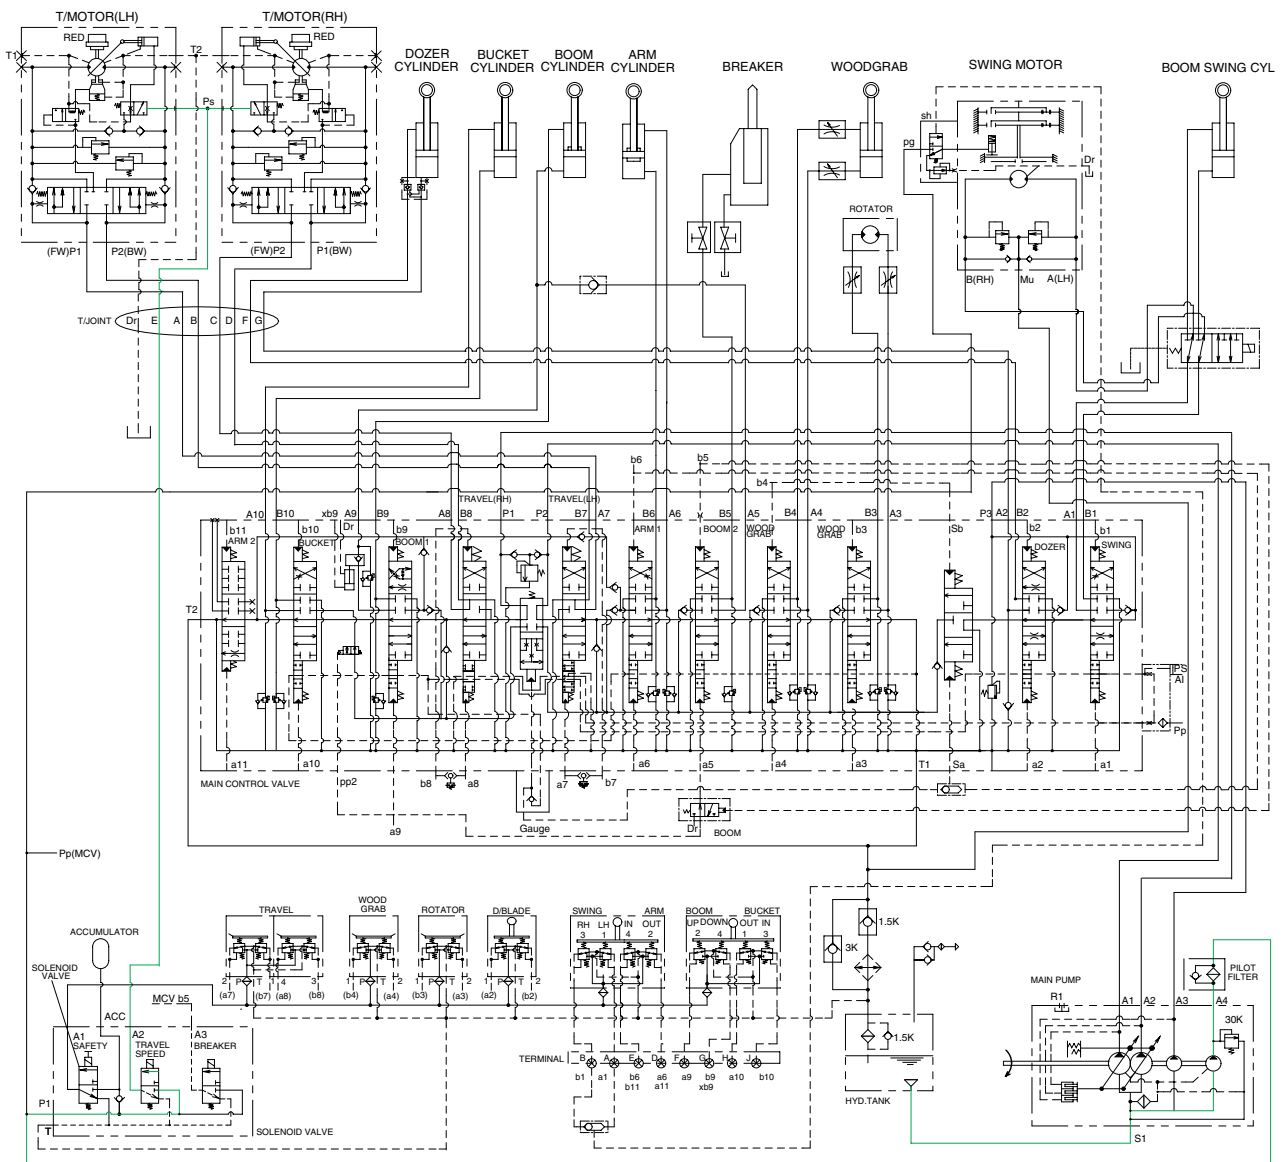 T/MOTOR(LH) T/MOTOR(RH)
RED RED
T1 T2
DOZER CYLINDER
BUCKET CYLINDER
BOOM CYLINDER
ARM CYLINDER
BREAKER
WOODGRAB
SWING MOTOR
BOOM SWING CYL
Ps
sh
pg
Dr
ROTATOR
(FW)P1 P2(BW) (FW)P2 P1(BW)
B(RH) Mu A(LH)
T/JOINT Dr E A B C D F G
b6 b5 b4
TRAVEL(RH) TRAVEL(LH)
A10 B10 xb9 A9 B9 A8 B8 P1 P2 B7 A7 B6 A6 B5 A5 B4 A4 B3 A3 P3 A2 B2 A1 B1
b11 b10 Dr b9 ARM 1 BOOM 2 WOOD GRAB WOOD GRAB b3 Sb b2 b1
ARM 2 BUCKET BOOM 1 DOZER SWING
T2
PS
AI
Pp
a11 a10 pp2 b8 a8 a7 b7 a6 a5 a4 a3 T1 Sa a2 a1
MAIN CONTROL VALVE
a9
Gauge
Dr BOOM
Pp(MCV)
TRAVEL
WOOD GRAB
ROTATOR
D/BLADE
SWING ARM BOOM BUCKET
RH LH IN OUT UP DOWN OUT IN
3 1 4 2 2 4 1 3
1.5K
3K
ACCUMULATOR
SOLENOID VALVE
MCV b5
2 P T 4 3 1 P T 2 1 P T 2 1 P T 2
(a7) (b7) (a8) (b8) (b4) (a4) (b3) (a3) (a2) (b2)
ACC
A1 SAFETY
A2 TRAVEL SPEED
A3 BREAKER
P1
T
SOLENOID VALVE
TERMINAL B A E D F G H J
b1 a1 b6 a6 a9 b9 a10 b10
b11 a11 xb9
1.5K
HYD.TANK
MAIN PUMP
PILOT FILTER
R1 A1 A2 A3 A4
30K
S1